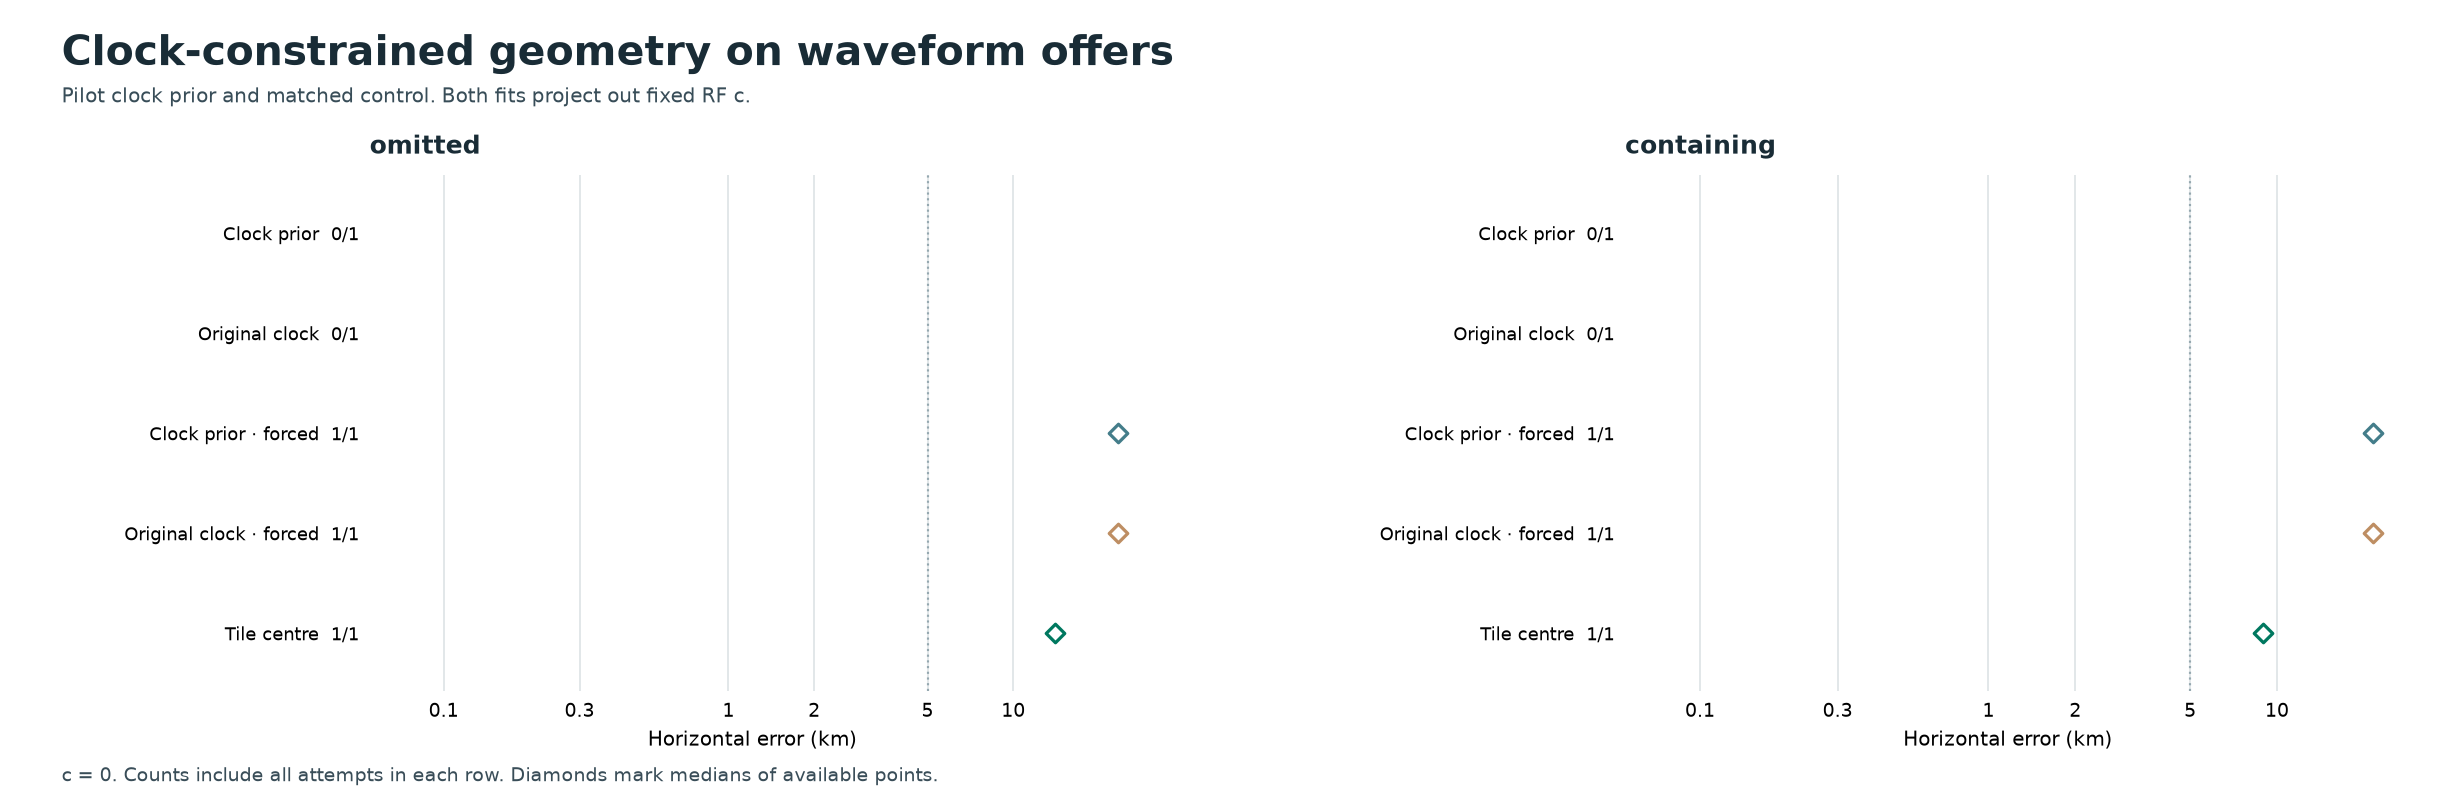 Clock-constrained geometry on waveform offers
Pilot clock prior and matched control. Both fits project out fixed RF c.
omitted
Clock prior 0/1
Original clock 0/1
Clock prior · forced 1/1
Original clock · forced 1/1
Tile centre 1/1
0.1 0.3 1 2 5 10
Horizontal error (km)
containing
Clock prior 0/1
Original clock 0/1
Clock prior · forced 1/1
Original clock · forced 1/1
Tile centre 1/1
0.1 0.3 1 2 5 10
Horizontal error (km)
c = 0. Counts include all attempts in each row. Diamonds mark medians of available points.